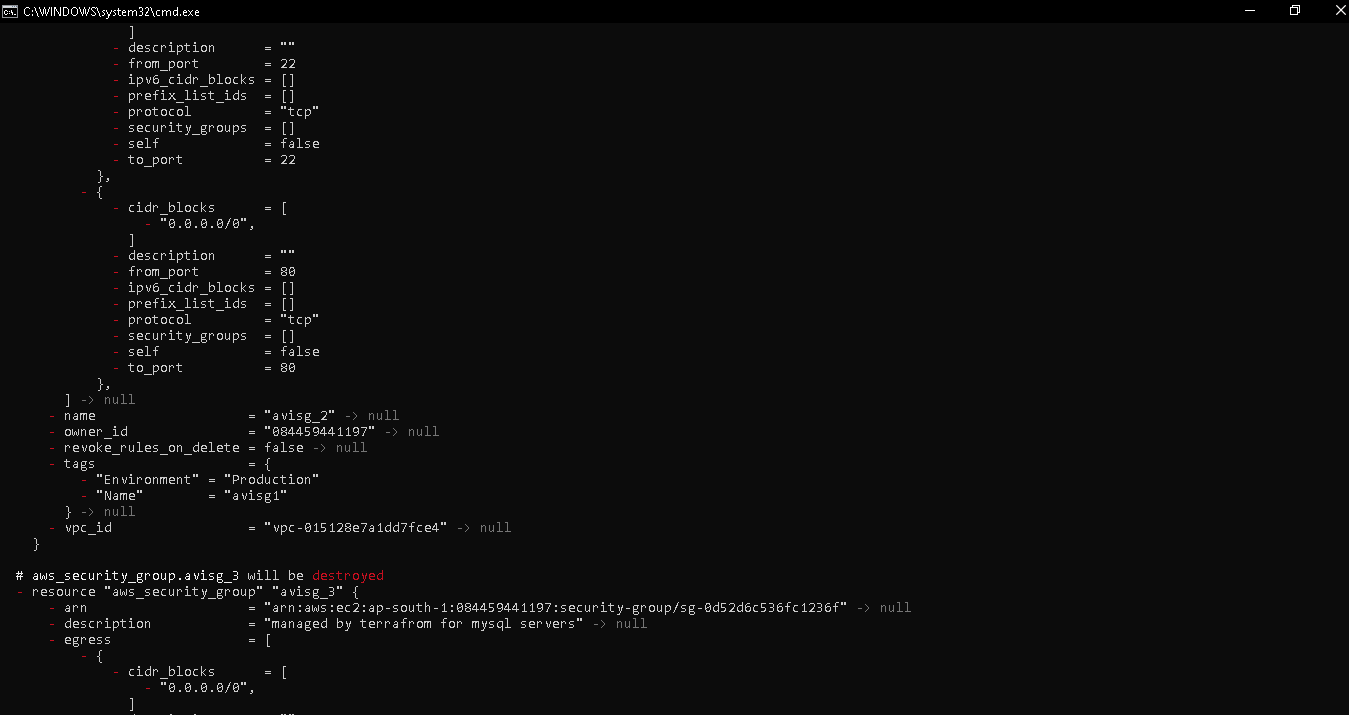 C:\WINDOWS\system32\cmd.exe
]
- description      = ""
- from_port        = 22
- ipv6_cidr_blocks = []
- prefix_list_ids  = []
- protocol         = "tcp"
- security_groups  = []
- self             = false
- to_port          = 22
},
- {
- cidr_blocks      = [
- "0.0.0.0/0",
]
- description      = ""
- from_port        = 80
- ipv6_cidr_blocks = []
- prefix_list_ids  = []
- protocol         = "tcp"
- security_groups  = []
- self             = false
- to_port          = 80
},
] -> null
- name                   = "avisg_2" -> null
- owner_id               = "084459441197" -> null
- revoke_rules_on_delete = false -> null
- tags                   = {
- "Environment" = "Production"
- "Name"        = "avisg1"
} -> null
- vpc_id                 = "vpc-015128e7a1dd7fce4" -> null
}
# aws_security_group.avisg_3 will be destroyed
- resource "aws_security_group" "avisg_3" {
- arn                    = "arn:aws:ec2:ap-south-1:084459441197:security-group/sg-0d52d6c536fc1236f" -> null
- description            = "managed by terrafrom for mysql servers" -> null
- egress                 = [
- {
- cidr_blocks      = [
- "0.0.0.0/0",
]